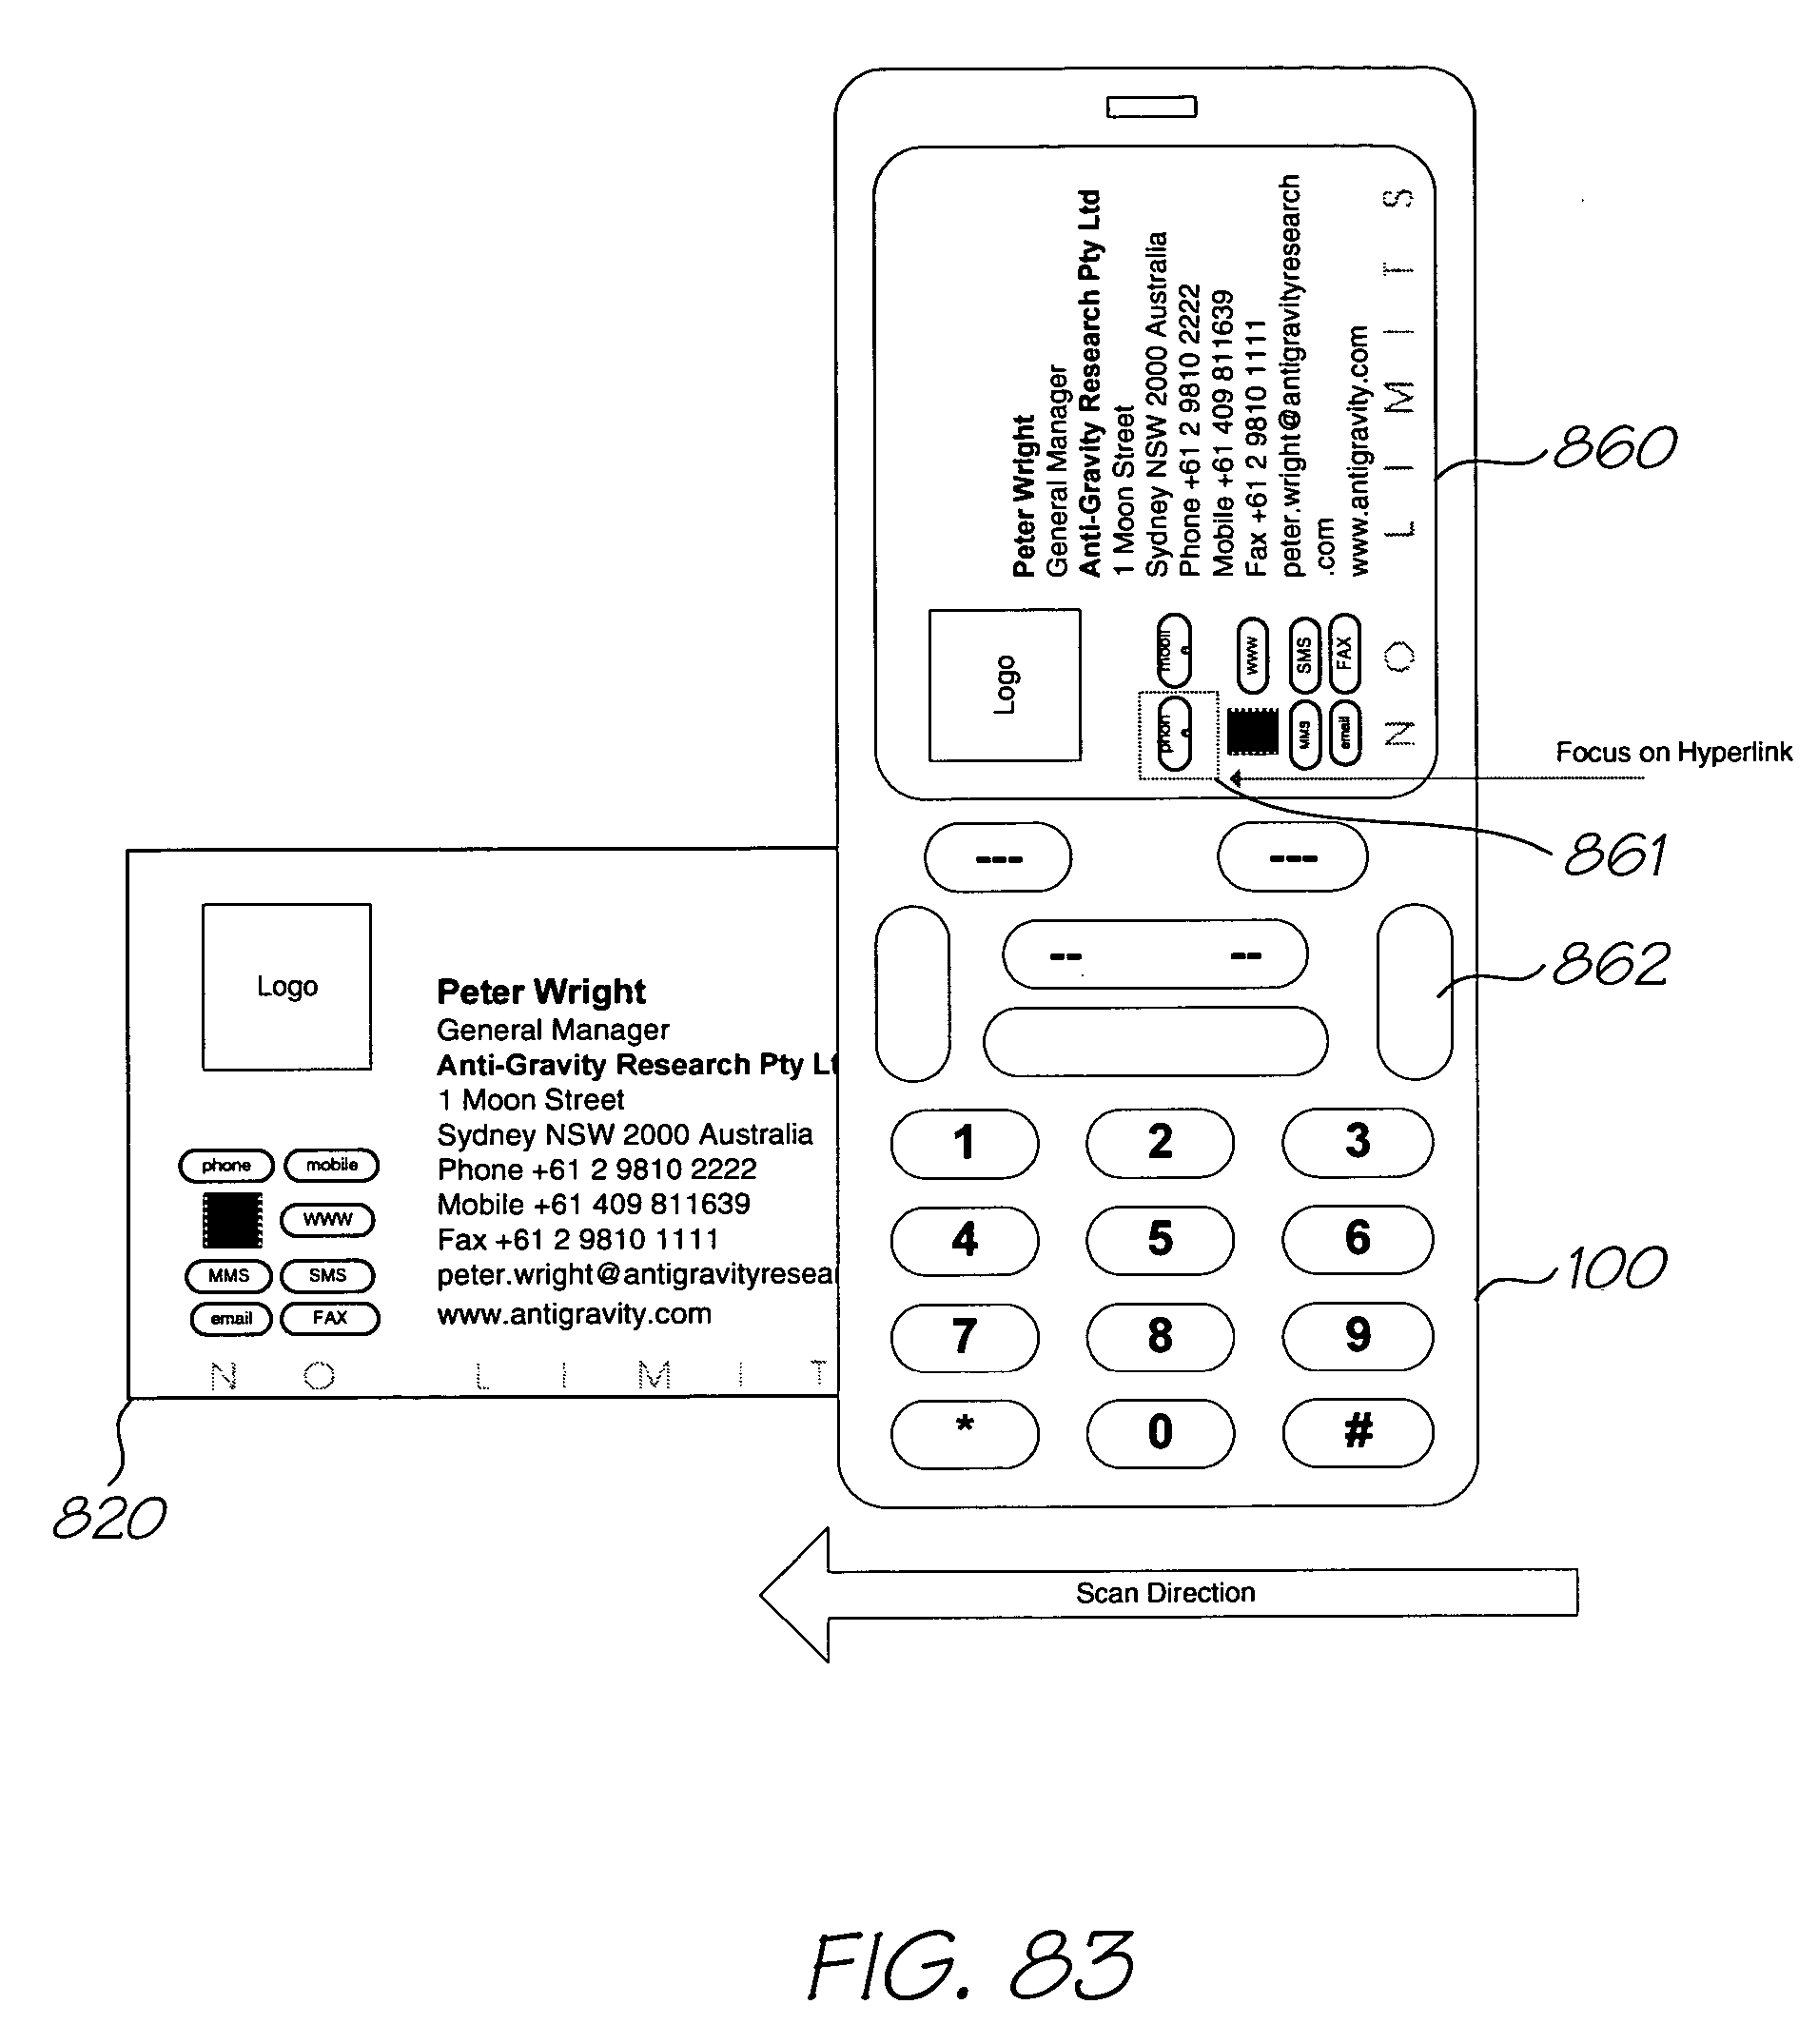 Peter Wright
General Manager
Anti-Gravity Research Pty Ltd
1 Moon Street
Sydney NSW 2000 Australia
Phone +61 2 9810 2222
Mobile +61 409 811639
Fax +61 2 9810 1111
peter.wright@antigravityresearch
.com
www.antigravity.com
Logo
phon
e
mobil
e
www
MMS
SMS
email
FAX
NO LIMITS
860
Focus on Hyperlink
861
--- ---
862
-- --
Logo
Peter Wright
General Manager
Anti-Gravity Research Pty Lt
1 Moon Street
Sydney NSW 2000 Australia
Phone +61 2 9810 2222
Mobile +61 409 811639
Fax +61 2 9810 1111
peter.wright@antigravityresear
www.antigravity.com
phone mobile
www
MMS SMS
email FAX
NO LIMIT
820
1 2 3
4 5 6
7 8 9
* 0 #
100
Scan Direction
FIG. 83